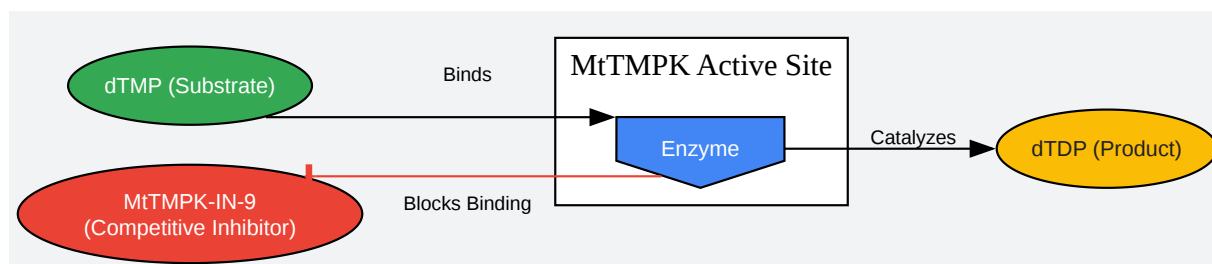 MtTMPK Active Site
dTMP (Substrate)
Binds
Enzyme
Catalyzes
dTDP (Product)
MtTMPK-IN-9
(Competitive Inhibitor)
Blocks Binding